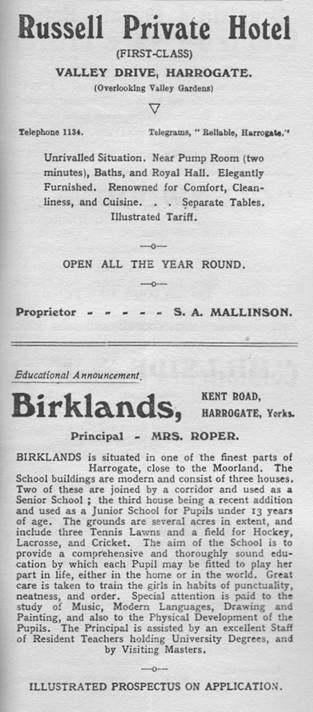 Russell Private Hotel
(FIRST-CLASS)
VALLEY DRIVE, HARROGATE.
(Overlooking Valley Gardens)
Telephone 1134. Telegrams, "Reliable, Harrogate."
Unrivalled Situation. Near Pump Room (two
minutes), Baths, and Royal Hall. Elegantly
Furnished. Renowned for Comfort, Clean-
liness, and Cuisine. . . Separate Tables.
Illustrated Tariff.
—o—
OPEN ALL THE YEAR ROUND.
—o—
Proprietor - - - - - S. A. MALLINSON.
Educational Announcement.
Birklands, KENT ROAD,
HARROGATE, Yorks.
Principal - MRS. ROPER.
BIRKLANDS is situated in one of the finest parts of
Harrogate, close to the Moorland. The
School buildings are modern and consist of three houses.
Two of these are joined by a corridor and used as a
Senior School ; the third house being a recent addition
and used as a Junior School for Pupils under 13 years
of age. The grounds are several acres in extent, and
include three Tennis Lawns and a field for Hockey,
Lacrosse, and Cricket. The aim of the School is to
provide a comprehensive and thoroughly sound edu-
cation by which each Pupil may be fitted to play her
part in life, either in the home or in the world. Great
care is taken to train the girls in habits of punctuality,
neatness, and order. Special attention is paid to the
study of Music, Modern Languages, Drawing and
Painting, and also to the Physical Development of the
Pupils. The Principal is assisted by an excellent Staff
of Resident Teachers holding University Degrees, and
by Visiting Masters.
—o—
ILLUSTRATED PROSPECTUS ON APPLICATION.